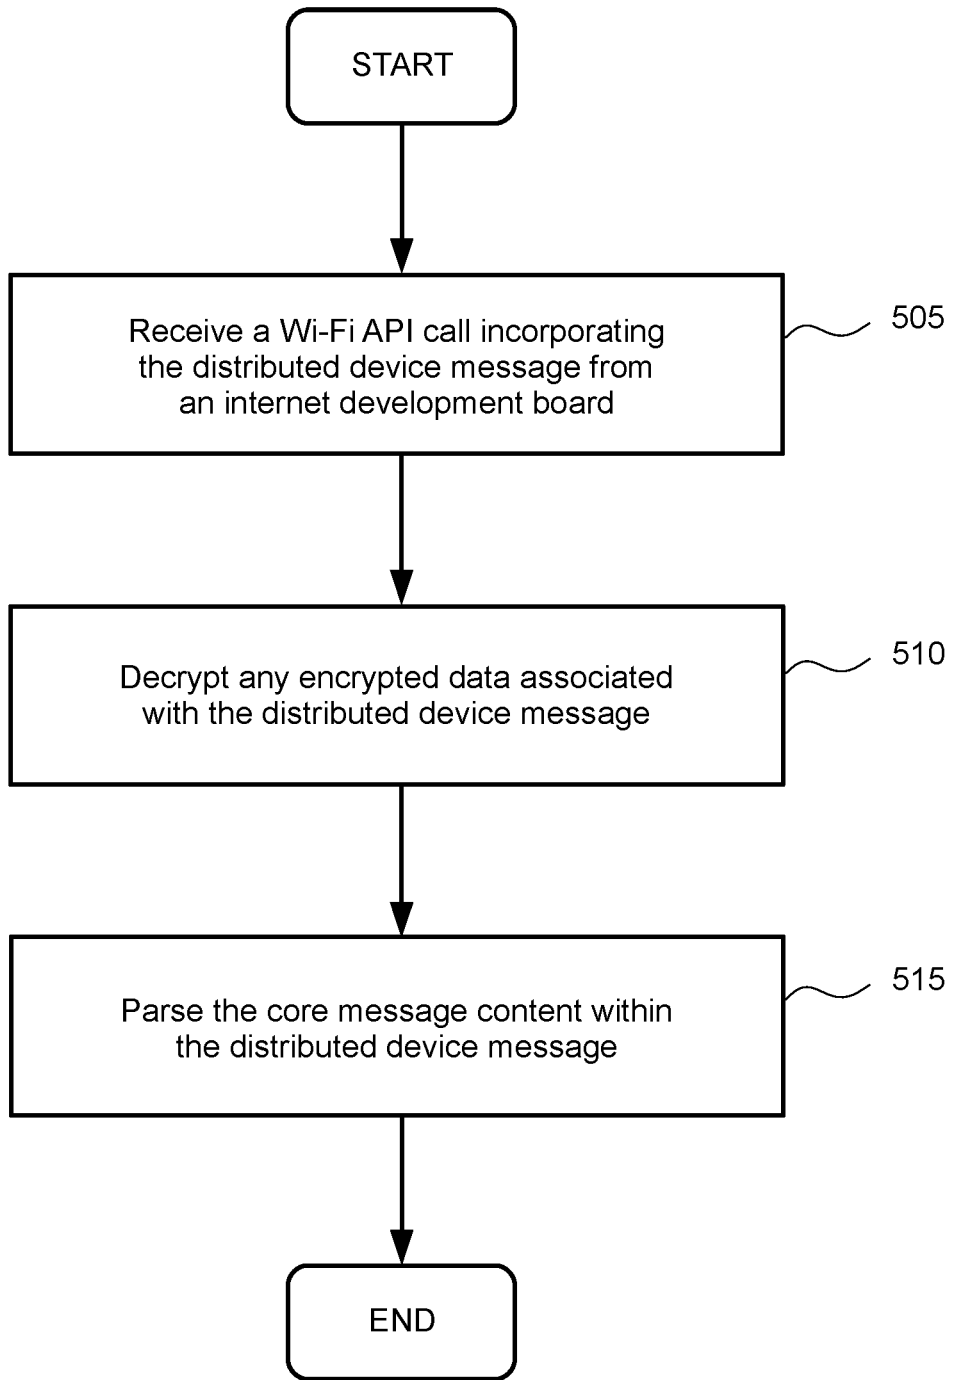 START
Receive a Wi-Fi API call incorporating
the distributed device message from
an internet development board
505
Decrypt any encrypted data associated
with the distributed device message
510
Parse the core message content within
the distributed device message
515
END